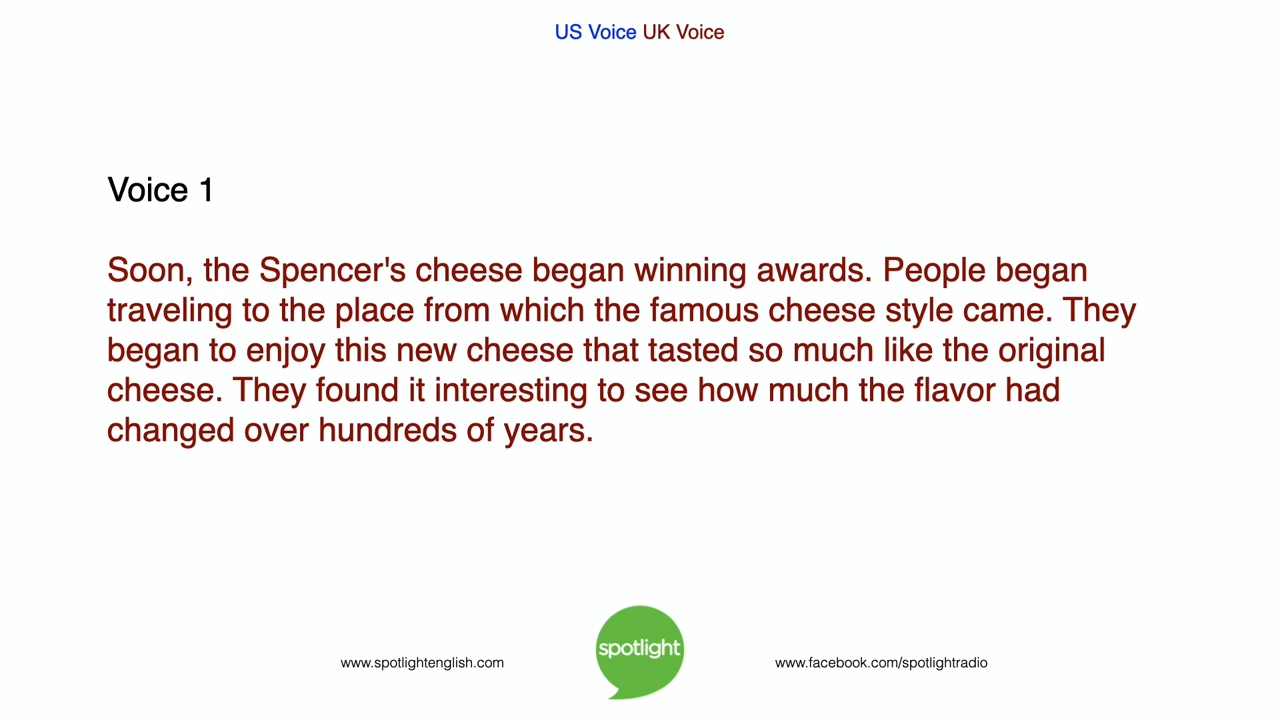 US Voice UK Voice
Voice 1
Soon, the Spencer's cheese began winning awards. People began
traveling to the place from which the famous cheese style came. They
began to enjoy this new cheese that tasted so much like the original
cheese. They found it interesting to see how much the flavor had
changed over hundreds of years.
www.spotlightenglish.com
spotlight
www.facebook.com/spotlightradio